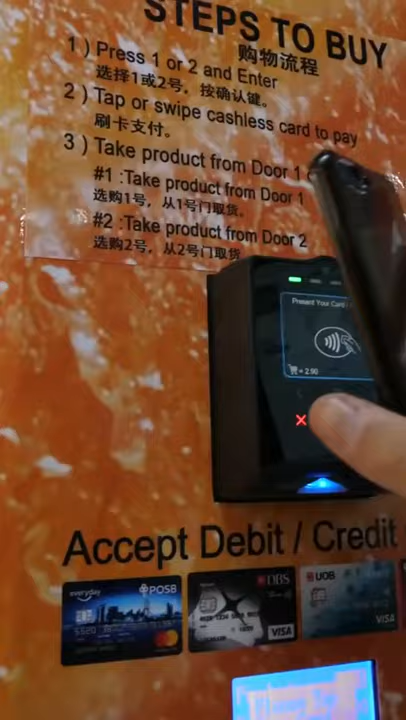 STEPS TO BUY
购物流程
1) Press 1 or 2 and Enter
选择1或2号，按确认键。
2) Tap or swipe cashless card to pay
刷卡支付。
3) Take product from Door 1
#1 :Take product from Door 1
选购1号，从1号门取货。
#2 :Take product from Door 2
选购2号，从2号门取货
Present Your Card
= 2.90
Accept Debit / Credit
everyday
POSB
DBS
UOB
VISA
VISA